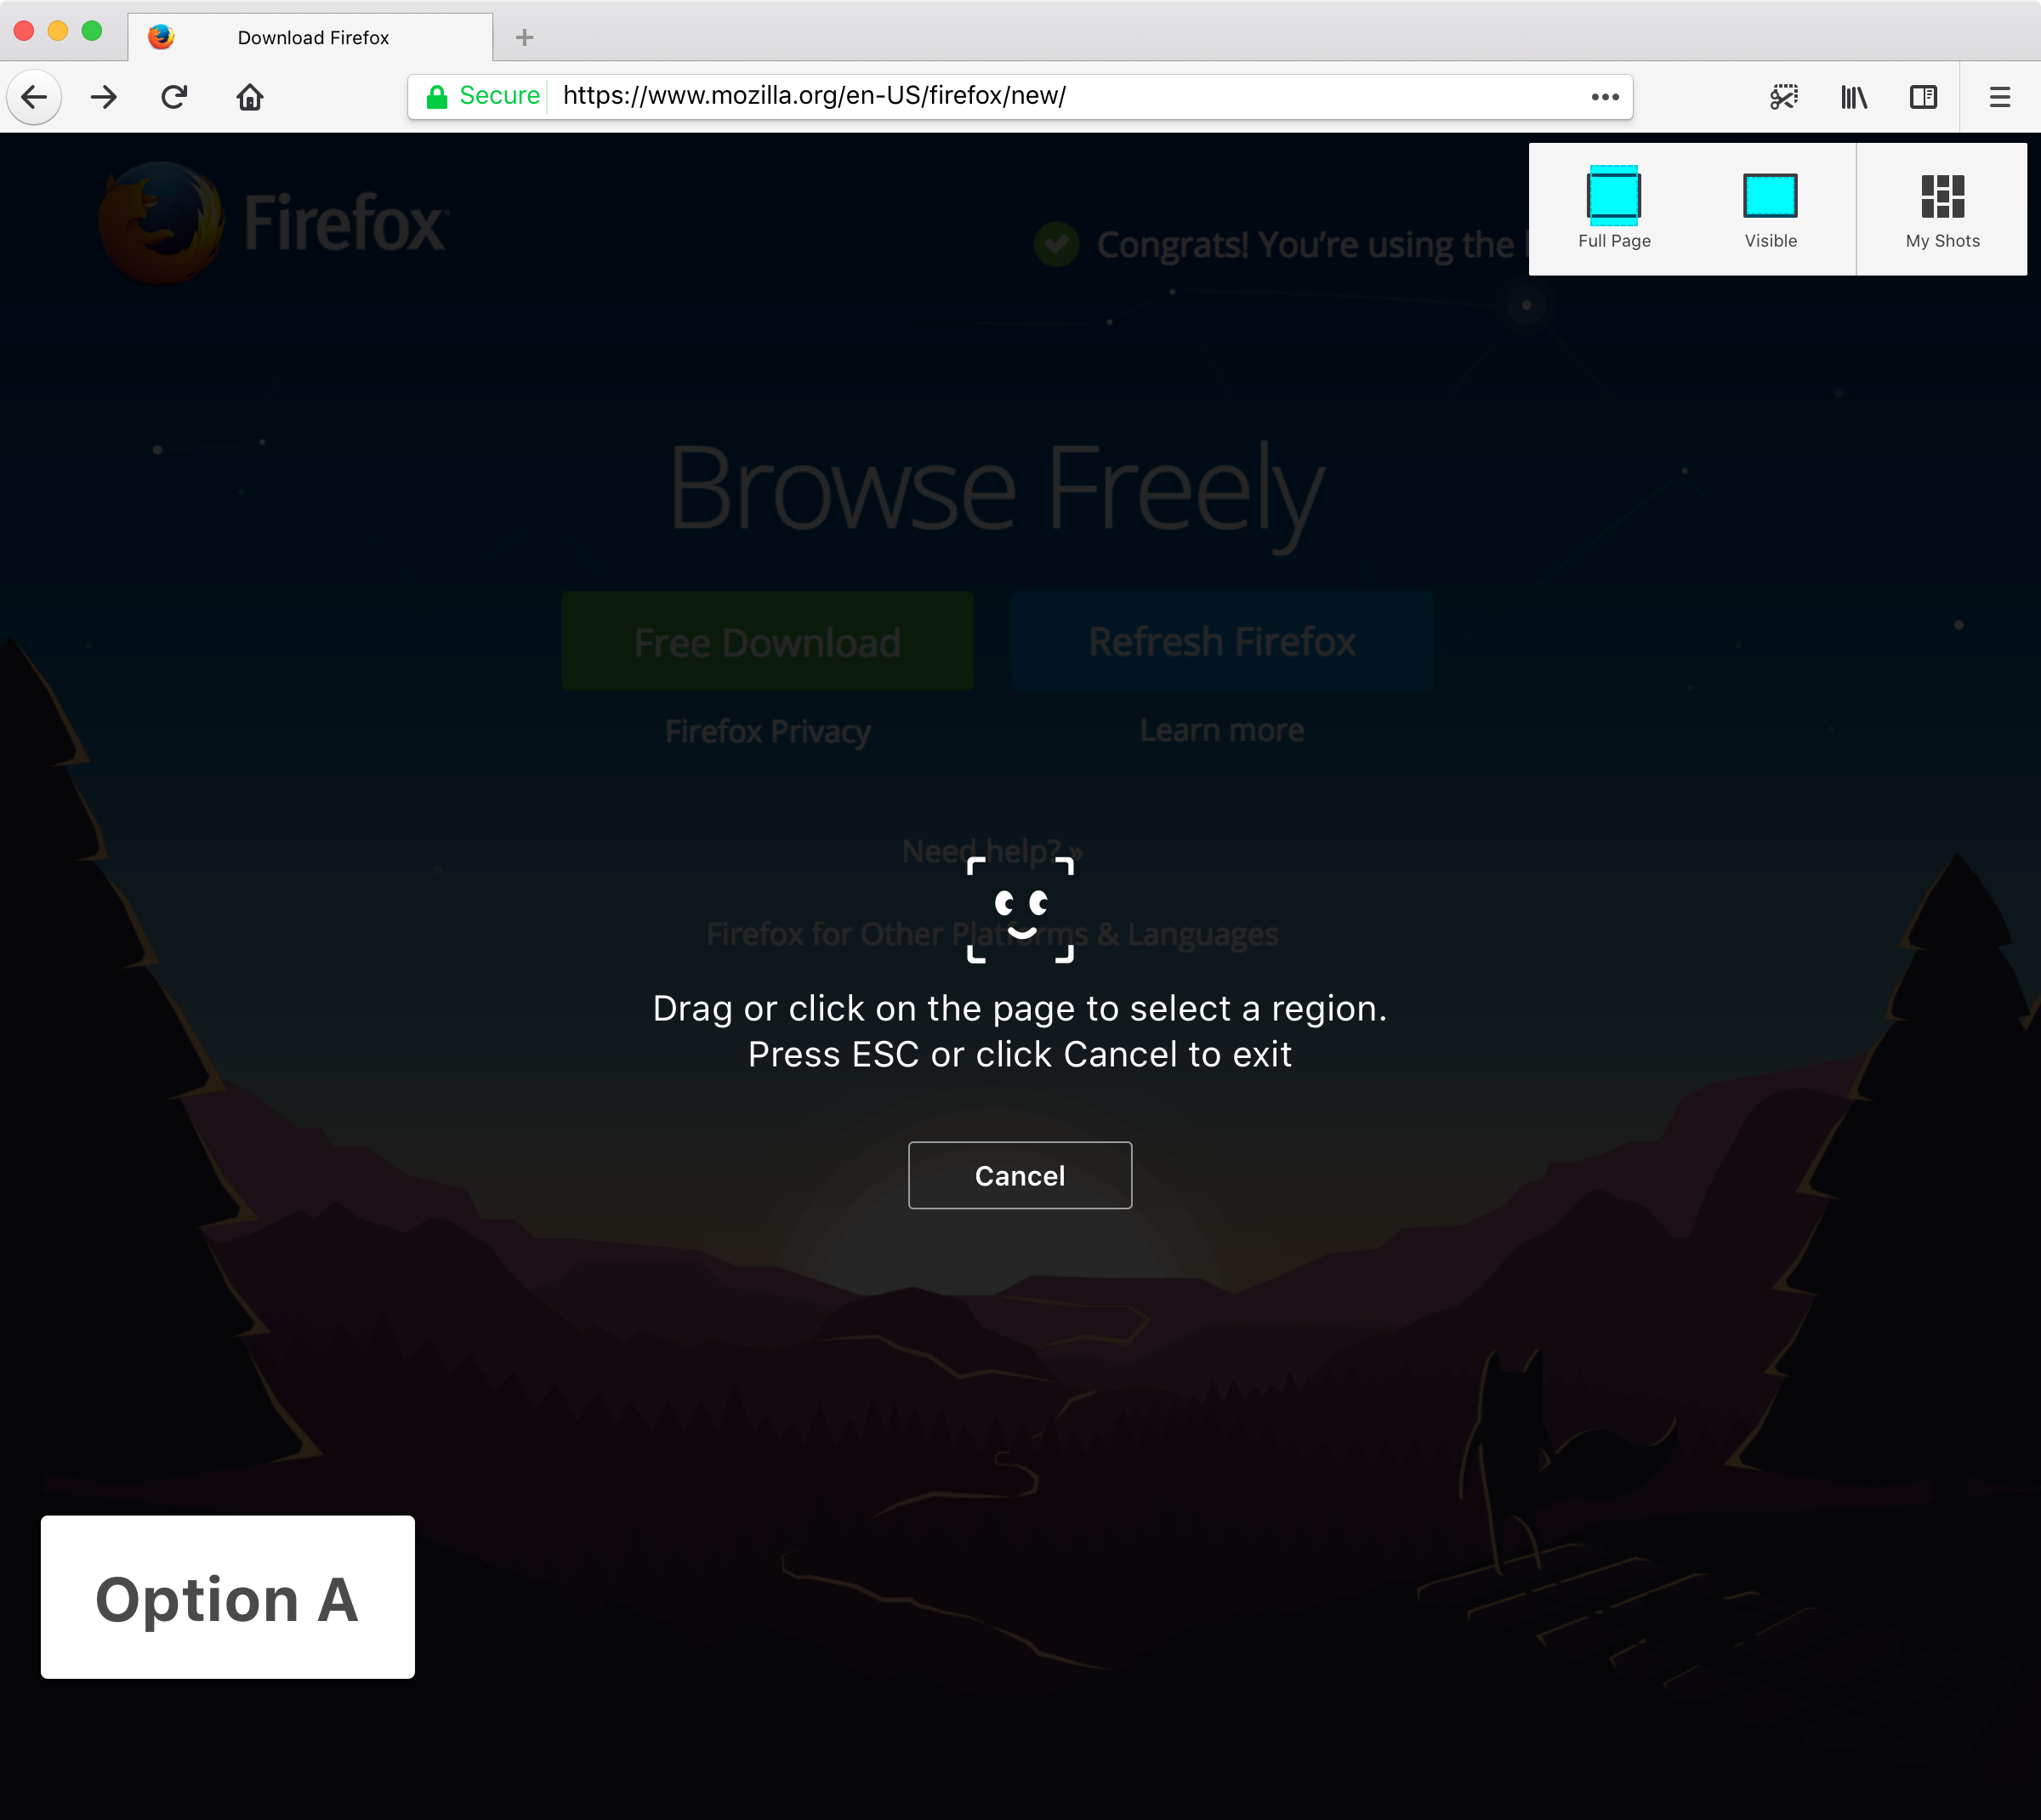 Download Firefox
Secure https://www.mozilla.org/en-US/firefox/new/
Firefox
Congrats! You're using the
Full Page
Visible
My Shots
Browse Freely
Free Download
Refresh Firefox
Firefox Privacy
Learn more
Need help? »
Firefox for Other Platforms & Languages
Drag or click on the page to select a region.
Press ESC or click Cancel to exit
Cancel
Option A